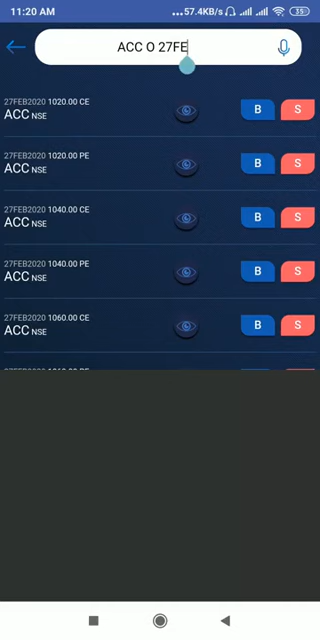 11:20 AM ...57.4KB/s 35
ACC O 27FE
27FEB2020 1020.00 CE
ACC NSE B S
27FEB2020 1020.00 PE
ACC NSE B S
27FEB2020 1040.00 CE
ACC NSE B S
27FEB2020 1040.00 PE
ACC NSE B S
27FEB2020 1060.00 CE
ACC NSE B S